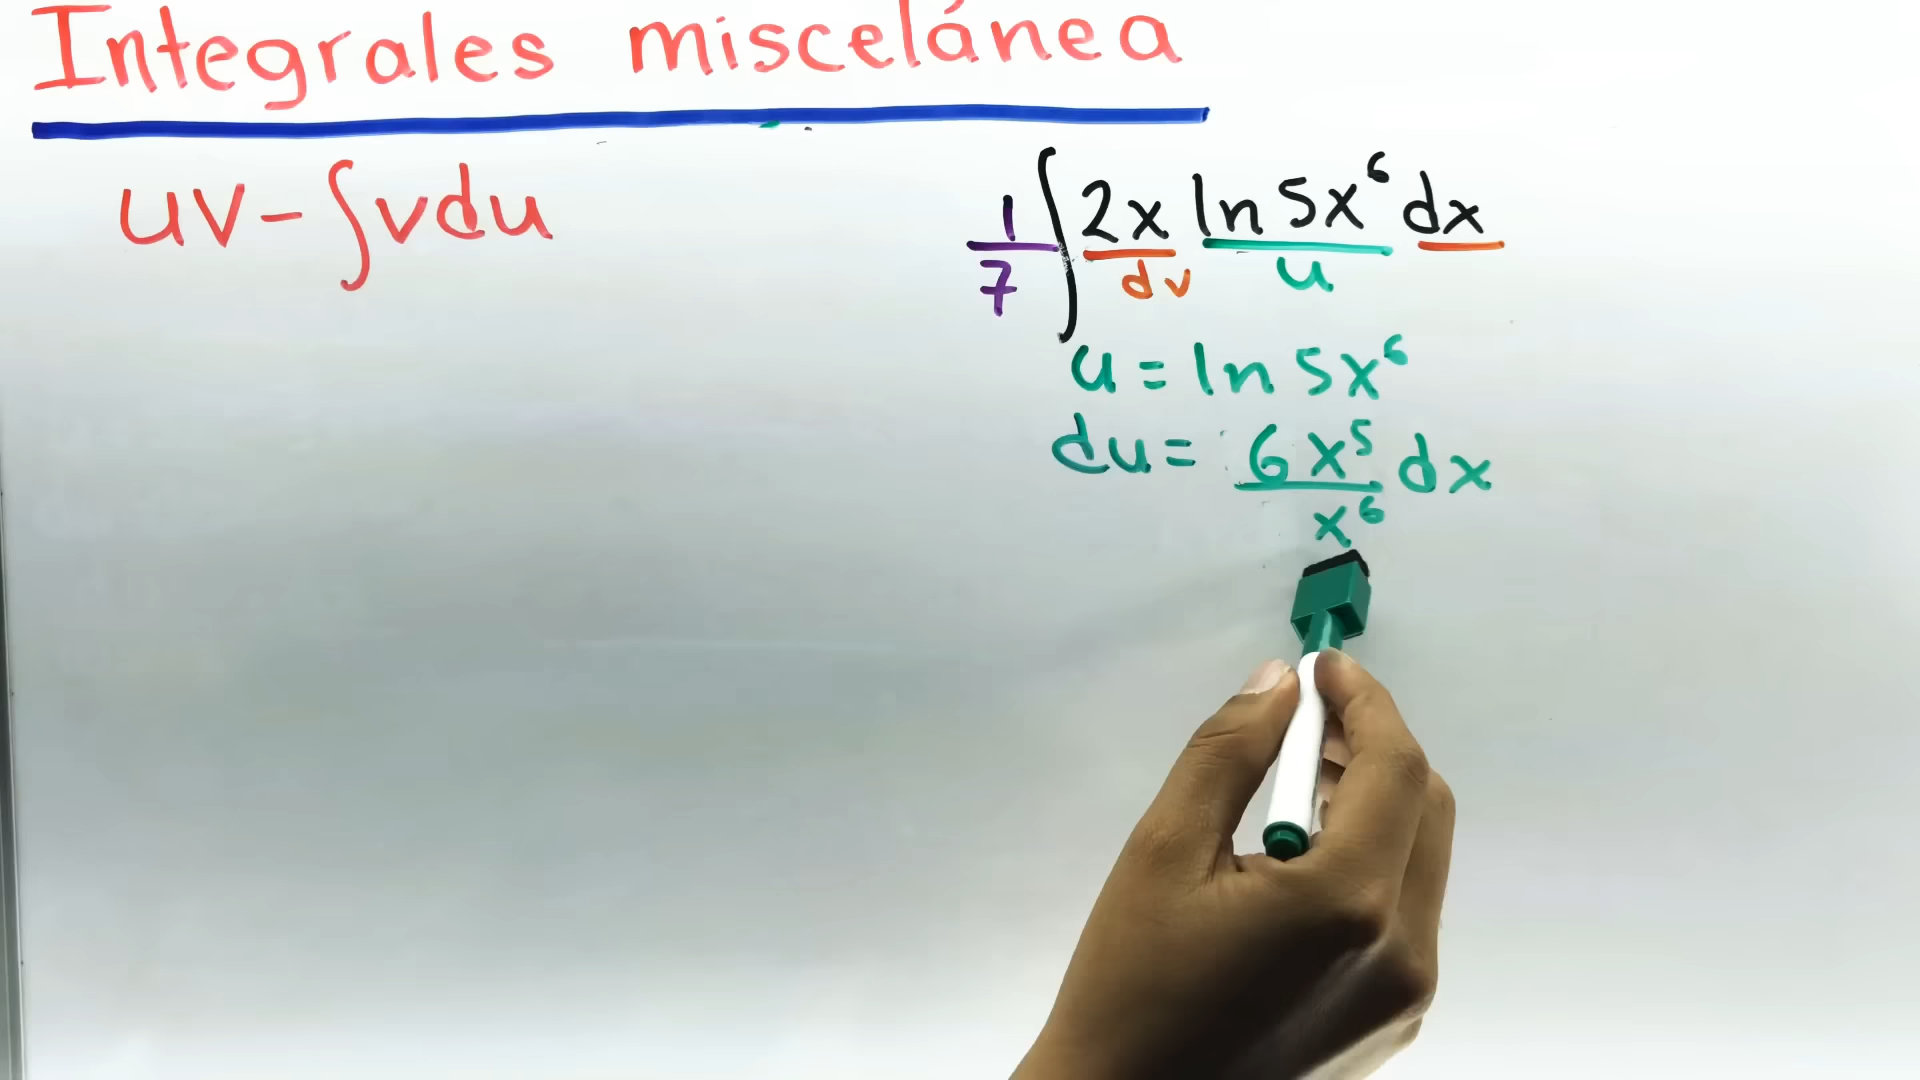 Integrales miscelánea
uv - ∫vdu
1/7 ∫ 2x ln 5x⁶ dx
dv u
u = ln 5x⁶
du = 6x⁵/x⁶ dx